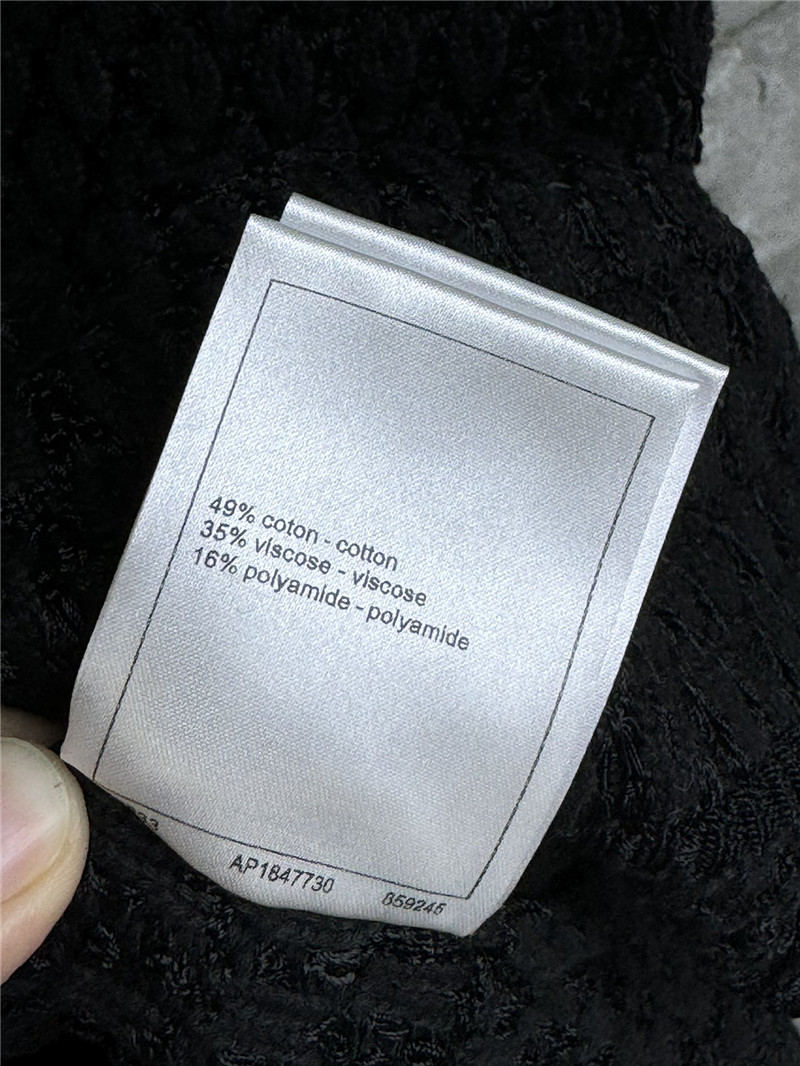 49% coton - cotton
35% viscose - viscose
16% polyamide - polyamide
AP1847730 859245